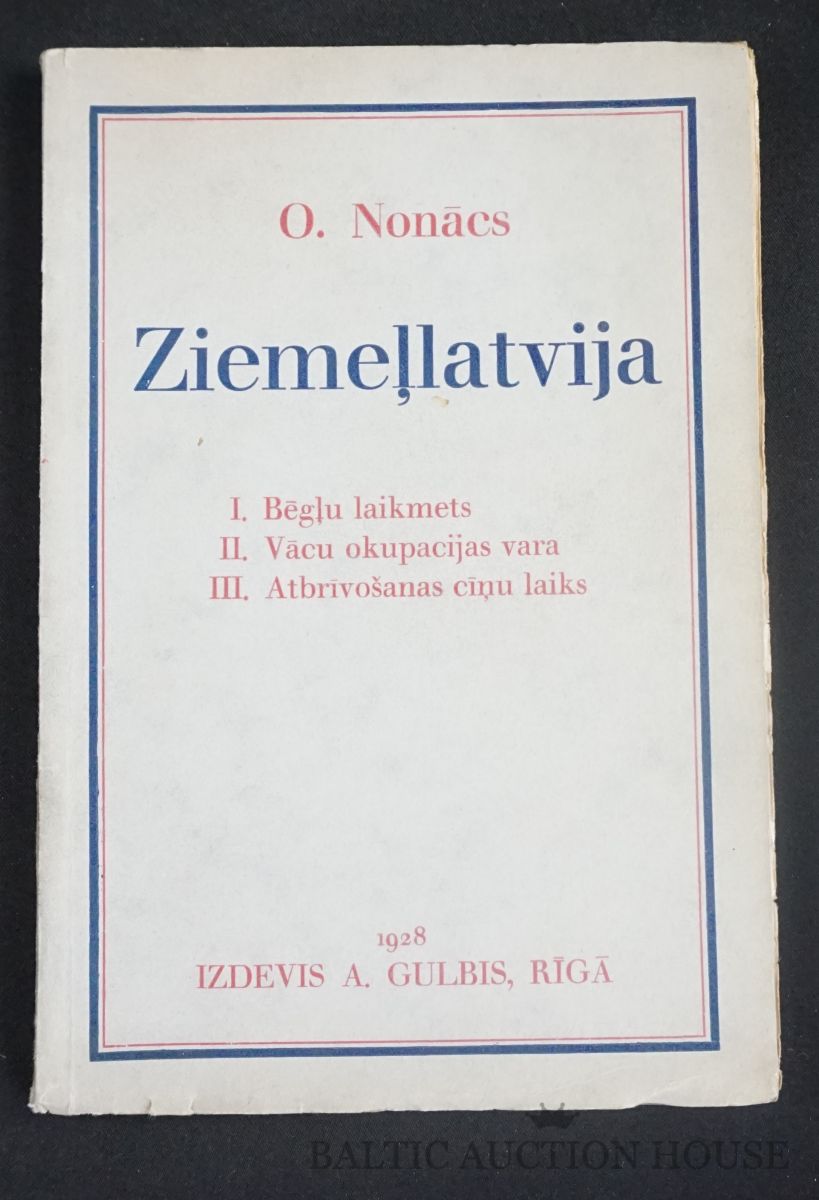 O. Nonācs
Ziemeļlatvija
I. Bēgļu laikmets
II. Vācu okupacijas vara
III. Atbrīvošanas cīņu laiks
1928
IZDEVIS A. GULBIS, RĪGĀ
BALTIC AUCTION HOUSE